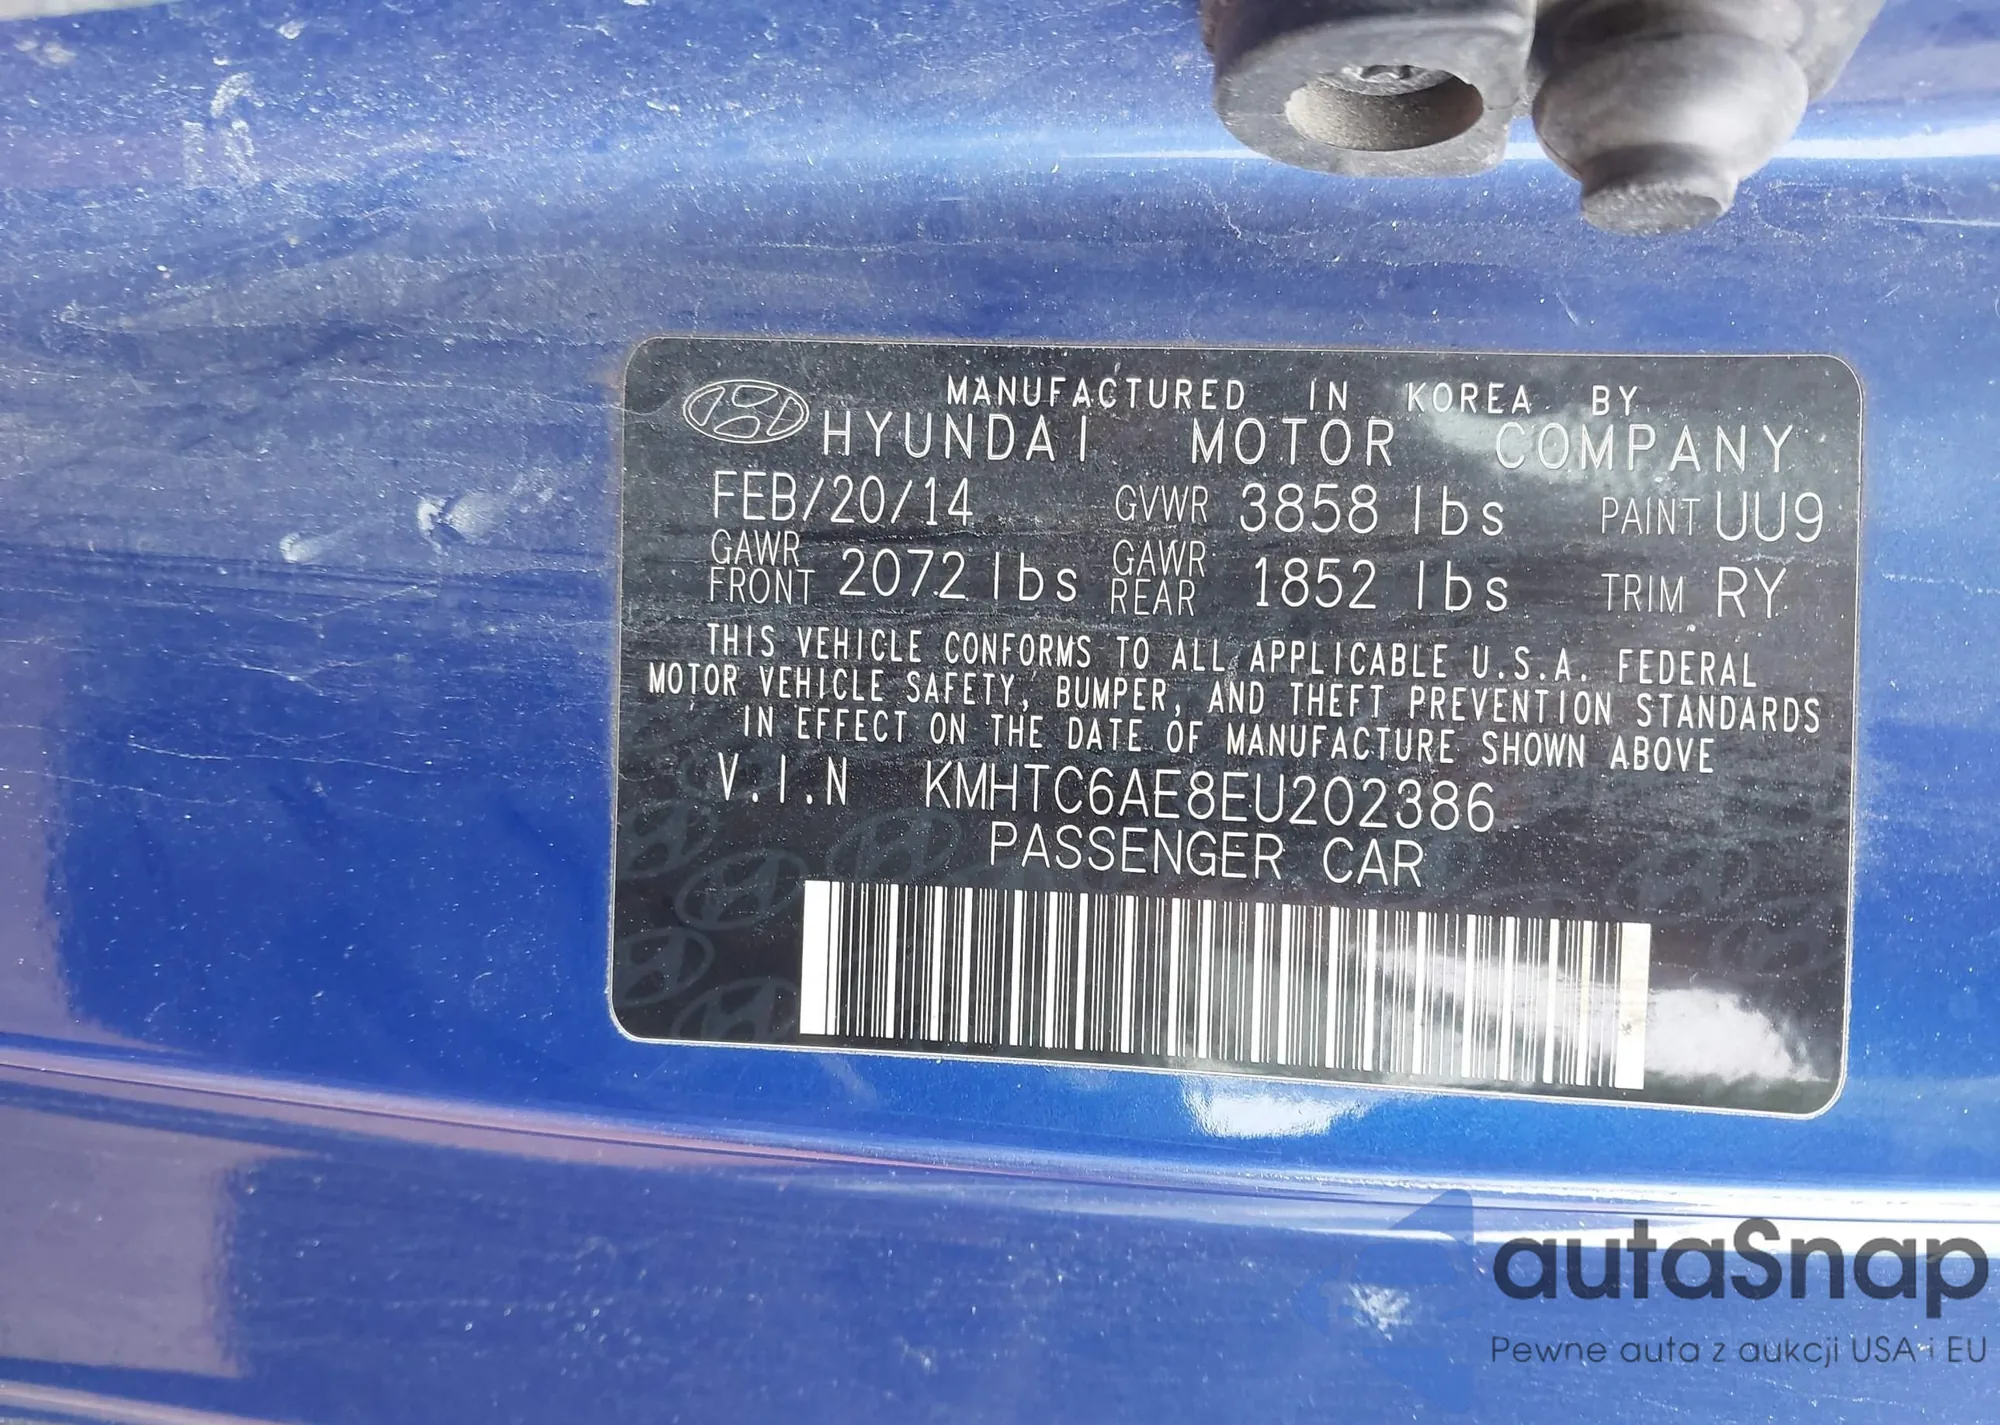 MANUFACTURED IN KOREA BY
HYUNDAI MOTOR COMPANY
FEB/20/14 GVWR 3858 lbs PAINT UU9
GAWR FRONT 2072 lbs GAWR REAR 1852 lbs TRIM RY
THIS VEHICLE CONFORMS TO ALL APPLICABLE U.S.A. FEDERAL
MOTOR VEHICLE SAFETY, BUMPER, AND THEFT PREVENTION STANDARDS
IN EFFECT ON THE DATE OF MANUFACTURE SHOWN ABOVE
V.I.N KMHTC6AE8EU202386
PASSENGER CAR
autaSnap
Pewne auta z aukcji USA i EU